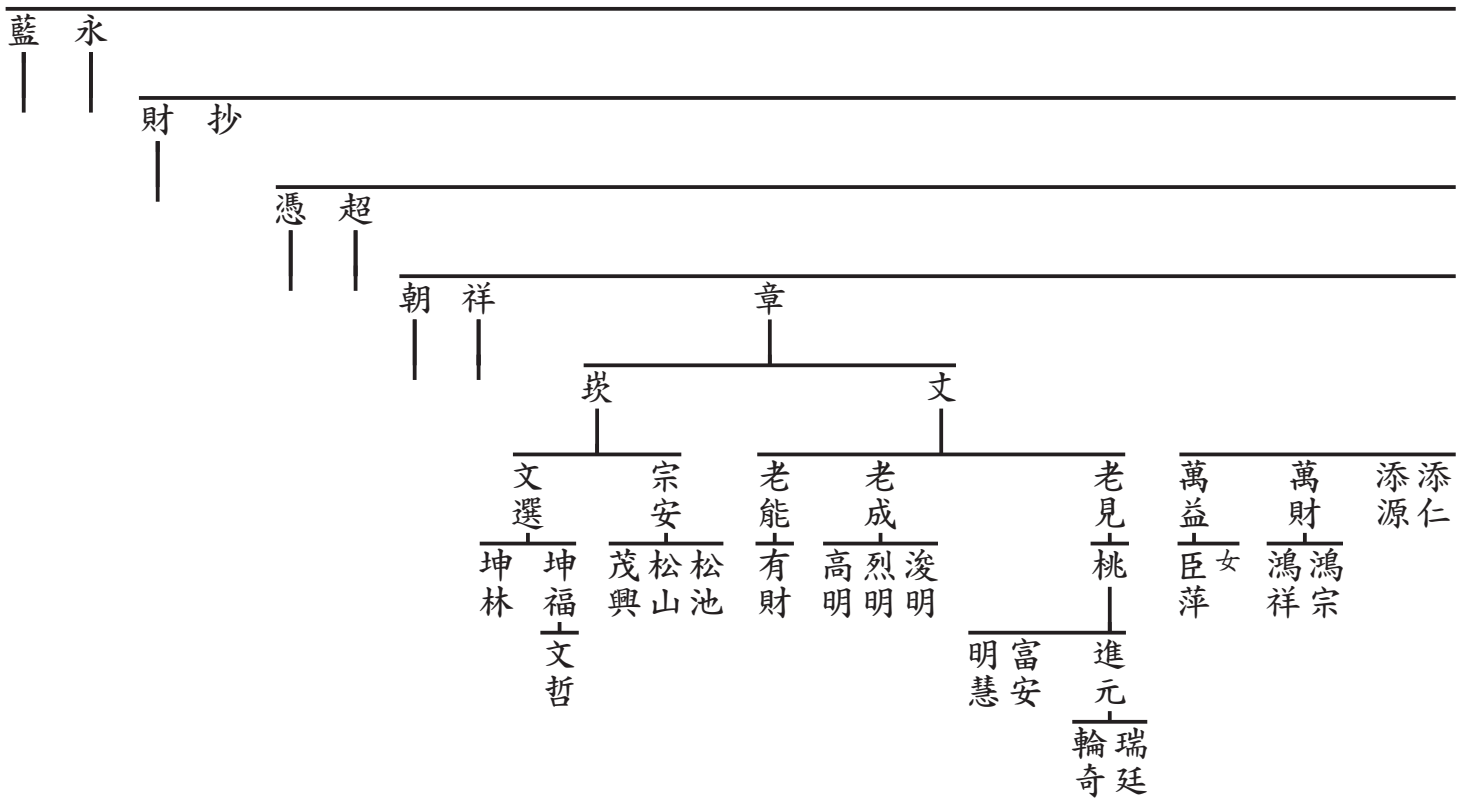 藍 永
財 抄
憑 超
朝 祥 章
崁 丈
文選 宗安 老能 老成 老見 萬益 萬財 添源 添仁
坤林 坤福 茂興 松山 松池 有財 高明 烈明 浚明 桃 臣萍 女 鴻祥 鴻宗
文哲 明慧 富安 進元
輪奇 瑞廷